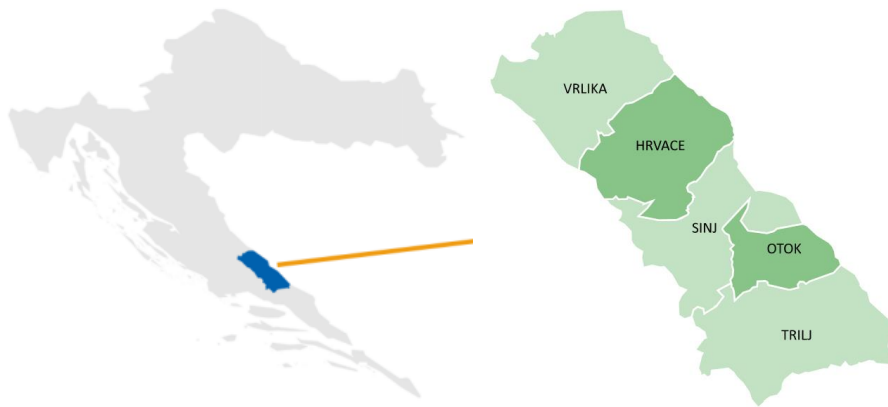 VRLIKA
HRVACE
SINJ
OTOK
TRILJ